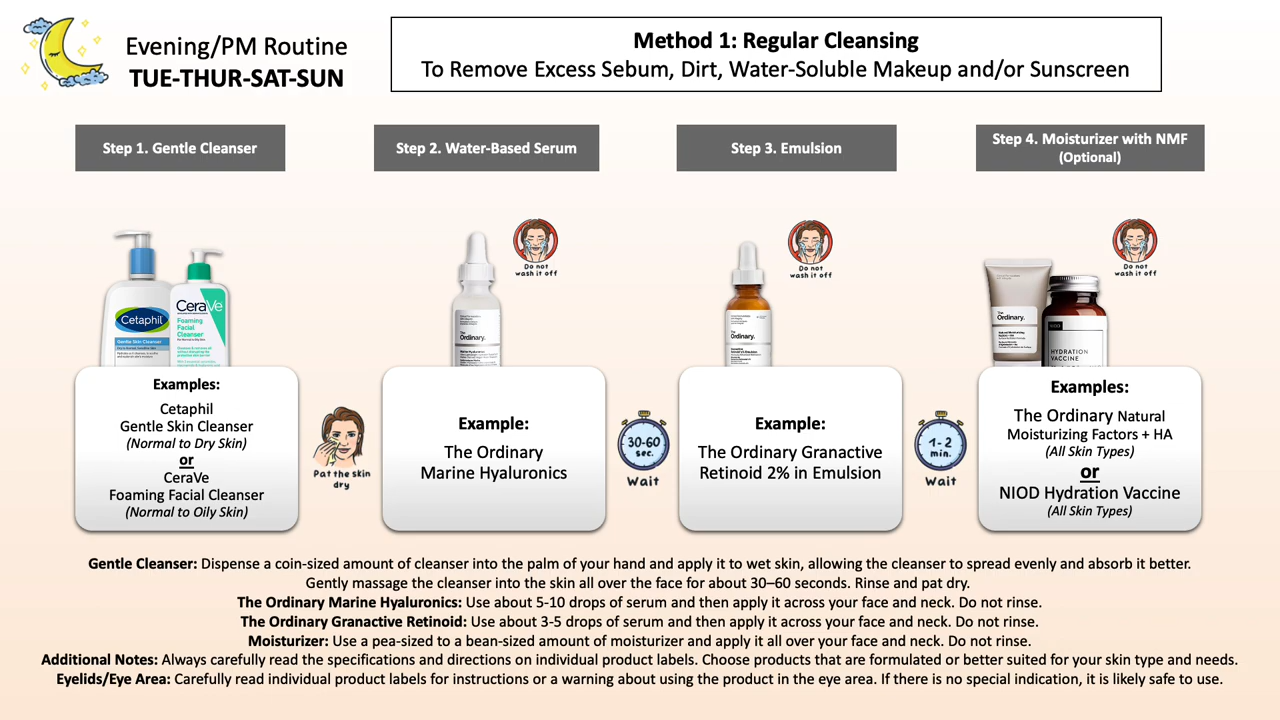 Evening/PM Routine
TUE-THUR-SAT-SUN
Method 1: Regular Cleansing
To Remove Excess Sebum, Dirt, Water-Soluble Makeup and/or Sunscreen
Step 1. Gentle Cleanser
Step 2. Water-Based Serum
Step 3. Emulsion
Step 4. Moisturizer with NMF
(Optional)
Cetaphil
Gentle Skin Cleanser
CeraVe
Foaming
Facial
Cleanser
The
Ordinary.
Marine Hyaluronics
Do not
wash it off
The
Ordinary.
Do not
wash it off
The
Ordinary.
NIOD
HYDRATION
VACCINE
Do not
wash it off
Examples:
Cetaphil
Gentle Skin Cleanser
(Normal to Dry Skin)
or
CeraVe
Foaming Facial Cleanser
(Normal to Oily Skin)
Pat the skin
dry
Example:
The Ordinary
Marine Hyaluronics
30-60
sec.
Wait
Example:
The Ordinary Granactive
Retinoid 2% in Emulsion
1-2
min.
Wait
Examples:
The Ordinary Natural
Moisturizing Factors + HA
(All Skin Types)
or
NIOD Hydration Vaccine
(All Skin Types)
Gentle Cleanser: Dispense a coin-sized amount of cleanser into the palm of your hand and apply it to wet skin, allowing the cleanser to spread evenly and absorb it better.
Gently massage the cleanser into the skin all over the face for about 30–60 seconds. Rinse and pat dry.
The Ordinary Marine Hyaluronics: Use about 5-10 drops of serum and then apply it across your face and neck. Do not rinse.
The Ordinary Granactive Retinoid: Use about 3-5 drops of serum and then apply it across your face and neck. Do not rinse.
Moisturizer: Use a pea-sized to a bean-sized amount of moisturizer and apply it all over your face and neck. Do not rinse.
Additional Notes: Always carefully read the specifications and directions on individual product labels. Choose products that are formulated or better suited for your skin type and needs.
Eyelids/Eye Area: Carefully read individual product labels for instructions or a warning about using the product in the eye area. If there is no special indication, it is likely safe to use.